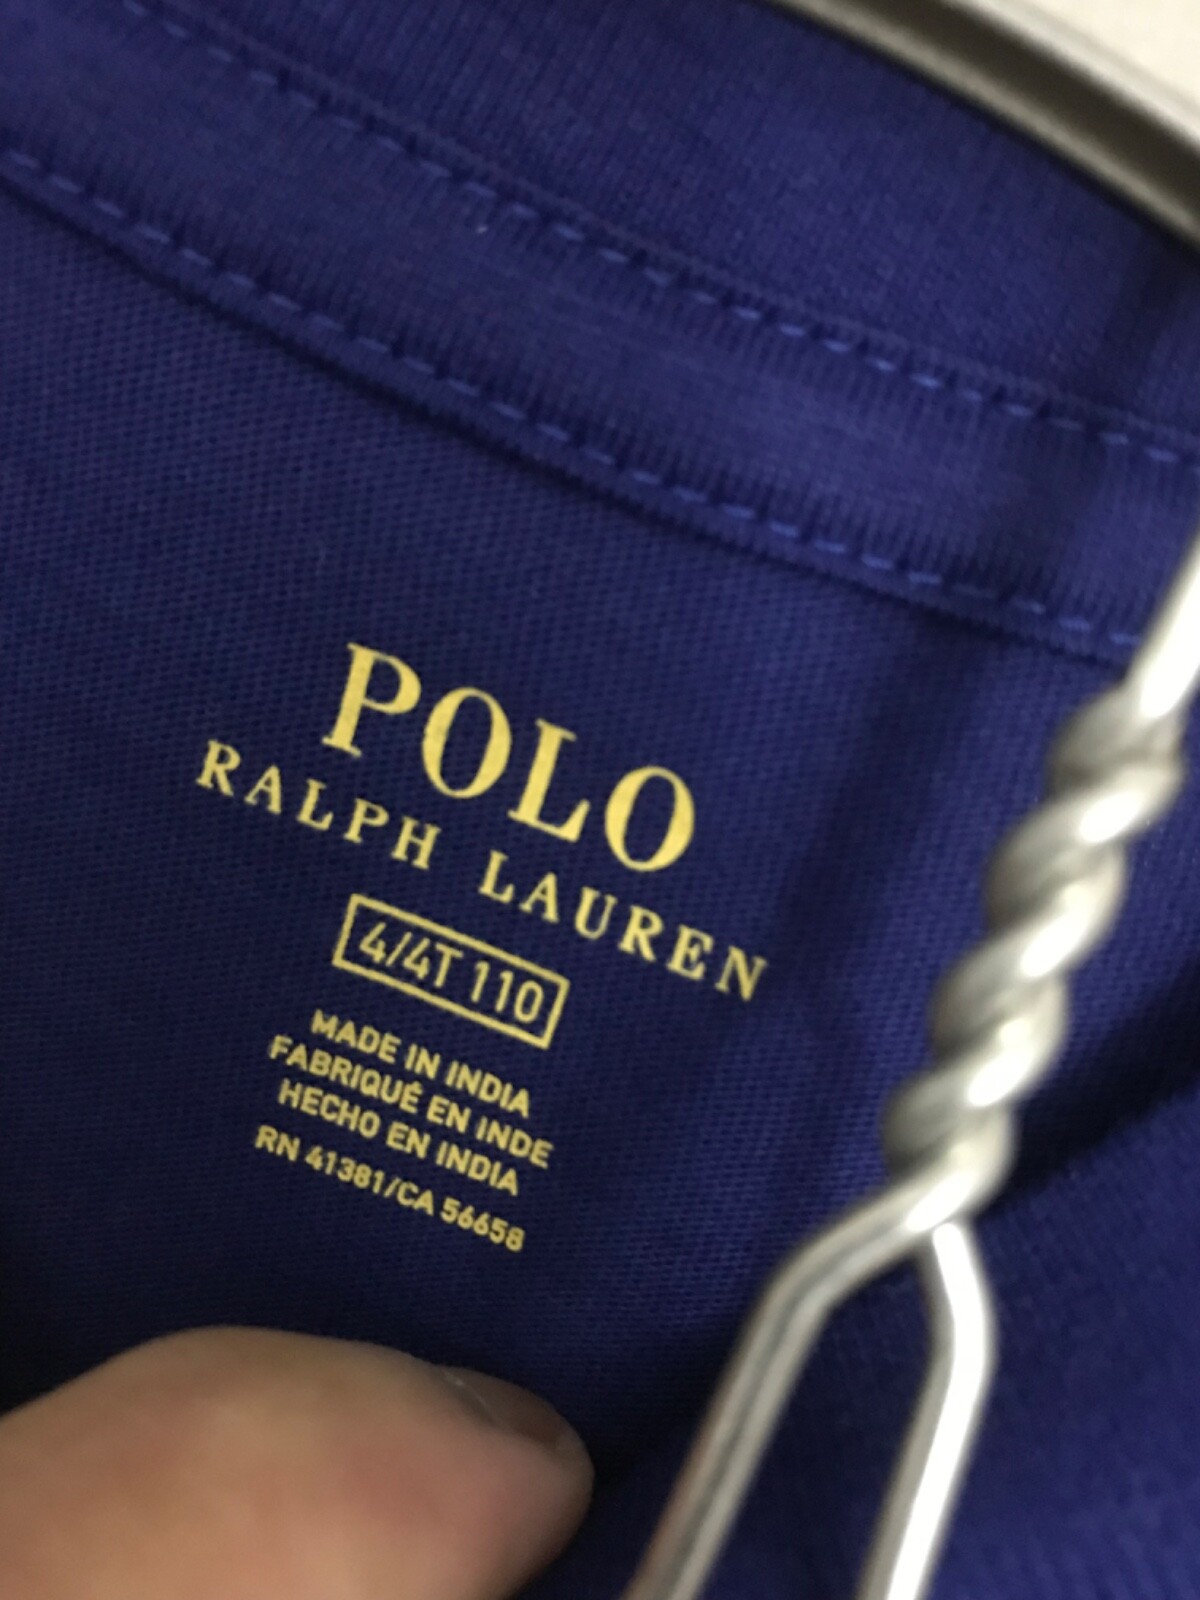 POLO
RALPH LAUREN
4/4T 110
MADE IN INDIA
FABRIQUÉ EN INDE
HECHO EN INDIA
RN 41381/CA 56658